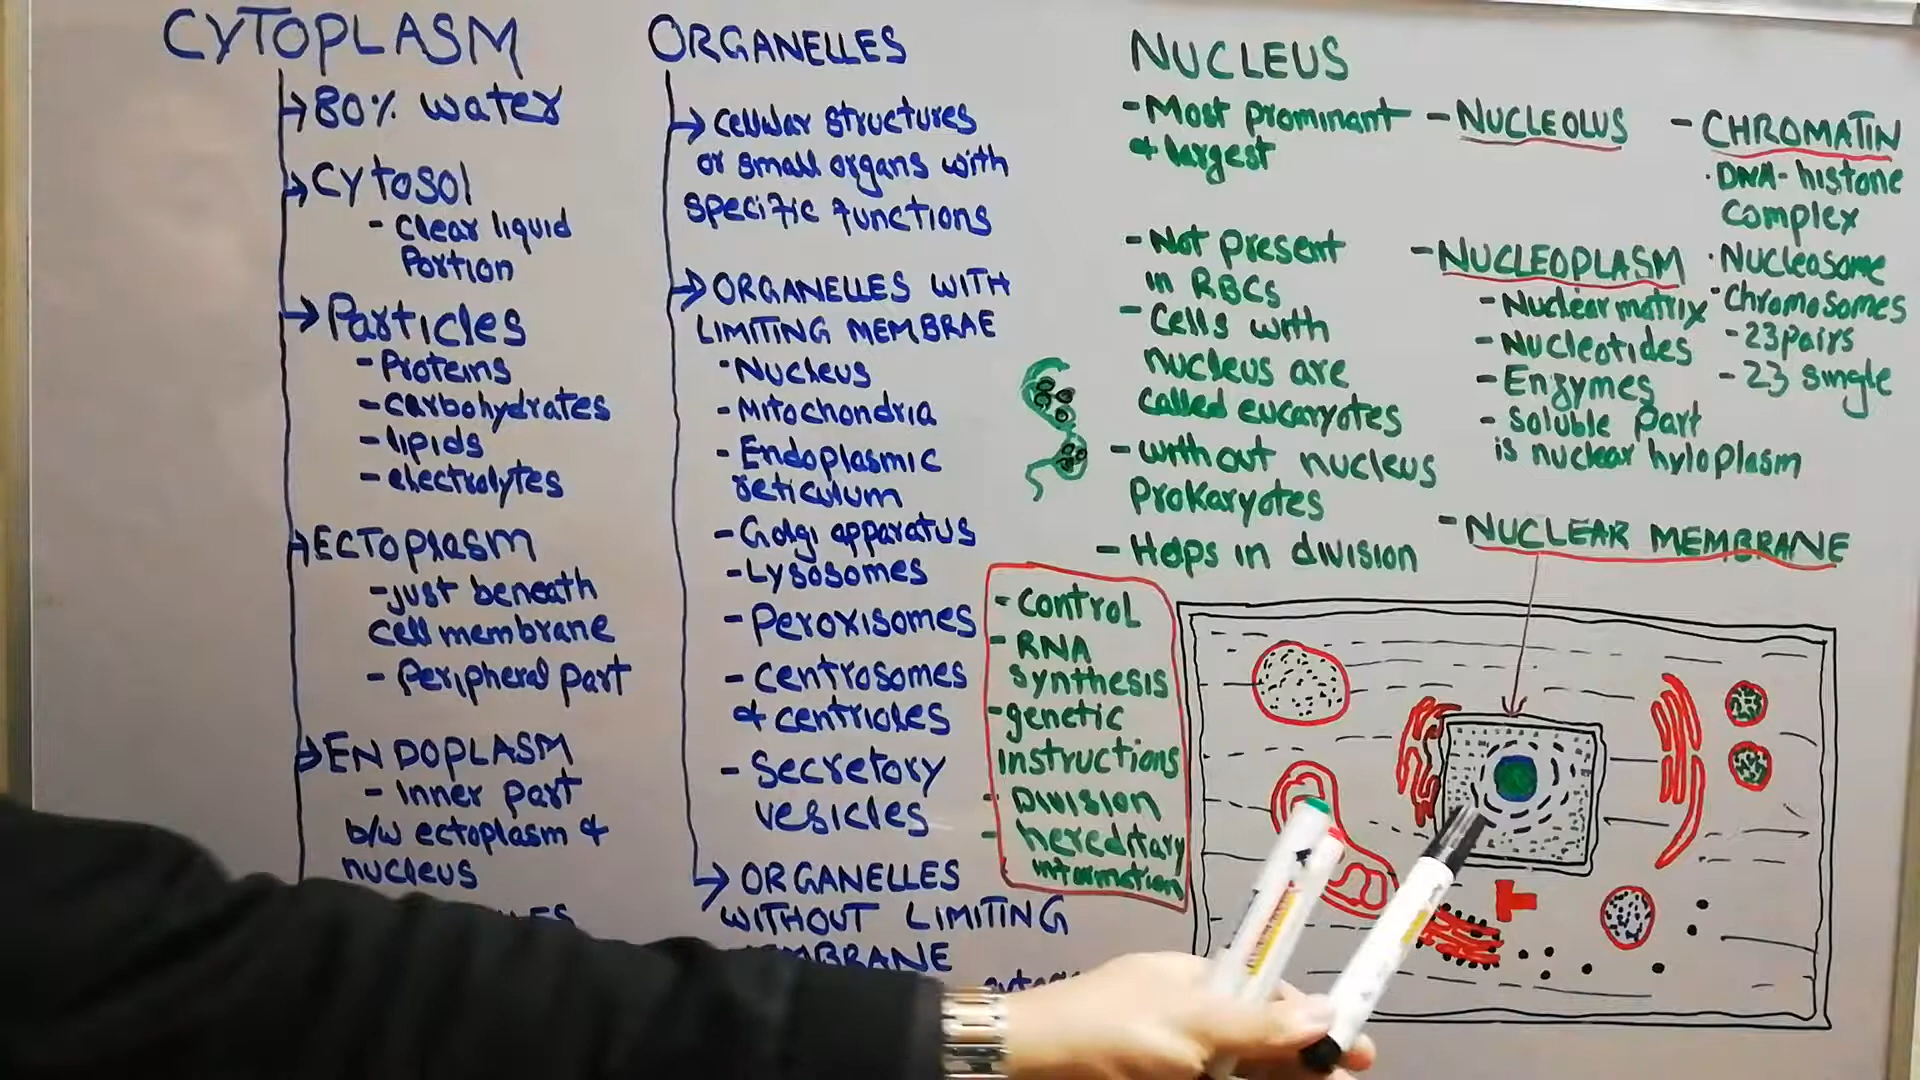 CYTOPLASM
80% water
Cytosol
- Clear liquid
Portion
Particles
- Proteins
- carbohydrates
- lipids
- electrolytes
ECTOPlASM
- just beneath
cell membrane
- Peripheral part
ENDOPLASM
- Inner part
b/w ectoplasm &
nucleus
ORGANELLES
cellular structures
or small organs with
specific functions
ORGANELLES WITH
LIMITING MEMBRAE
- Nucleus
- Mitochondria
- Endoplasmic
reticulum
- Golgi apparatus
- Lysosomes
- Peroxisomes
- centrosomes
& centrioles
- Secretory
vesicles
ORGANELLES
WITHOUT LIMITING
NUCLEUS
- Most prominant
& largest
- Not present
in RBCs
- Cells with
nucleus are
called eucaryotes
- without nucleus
Prokaryotes
- Helps in division
- control
- RNA
synthesis
- genetic
instructions
- Division
- hereditary
information
- NUCLEOLUS
- NUCLEOPLASM
- Nuclear matrix
- Nucleotides
- Enzymes
- soluble part
is nuclear hyloplasm
- NUCLEAR MEMBRANE
- CHROMATIN
· DNA-histone
complex
· Nucleosome
· Chromosomes
- 23 pairs
- 23 single